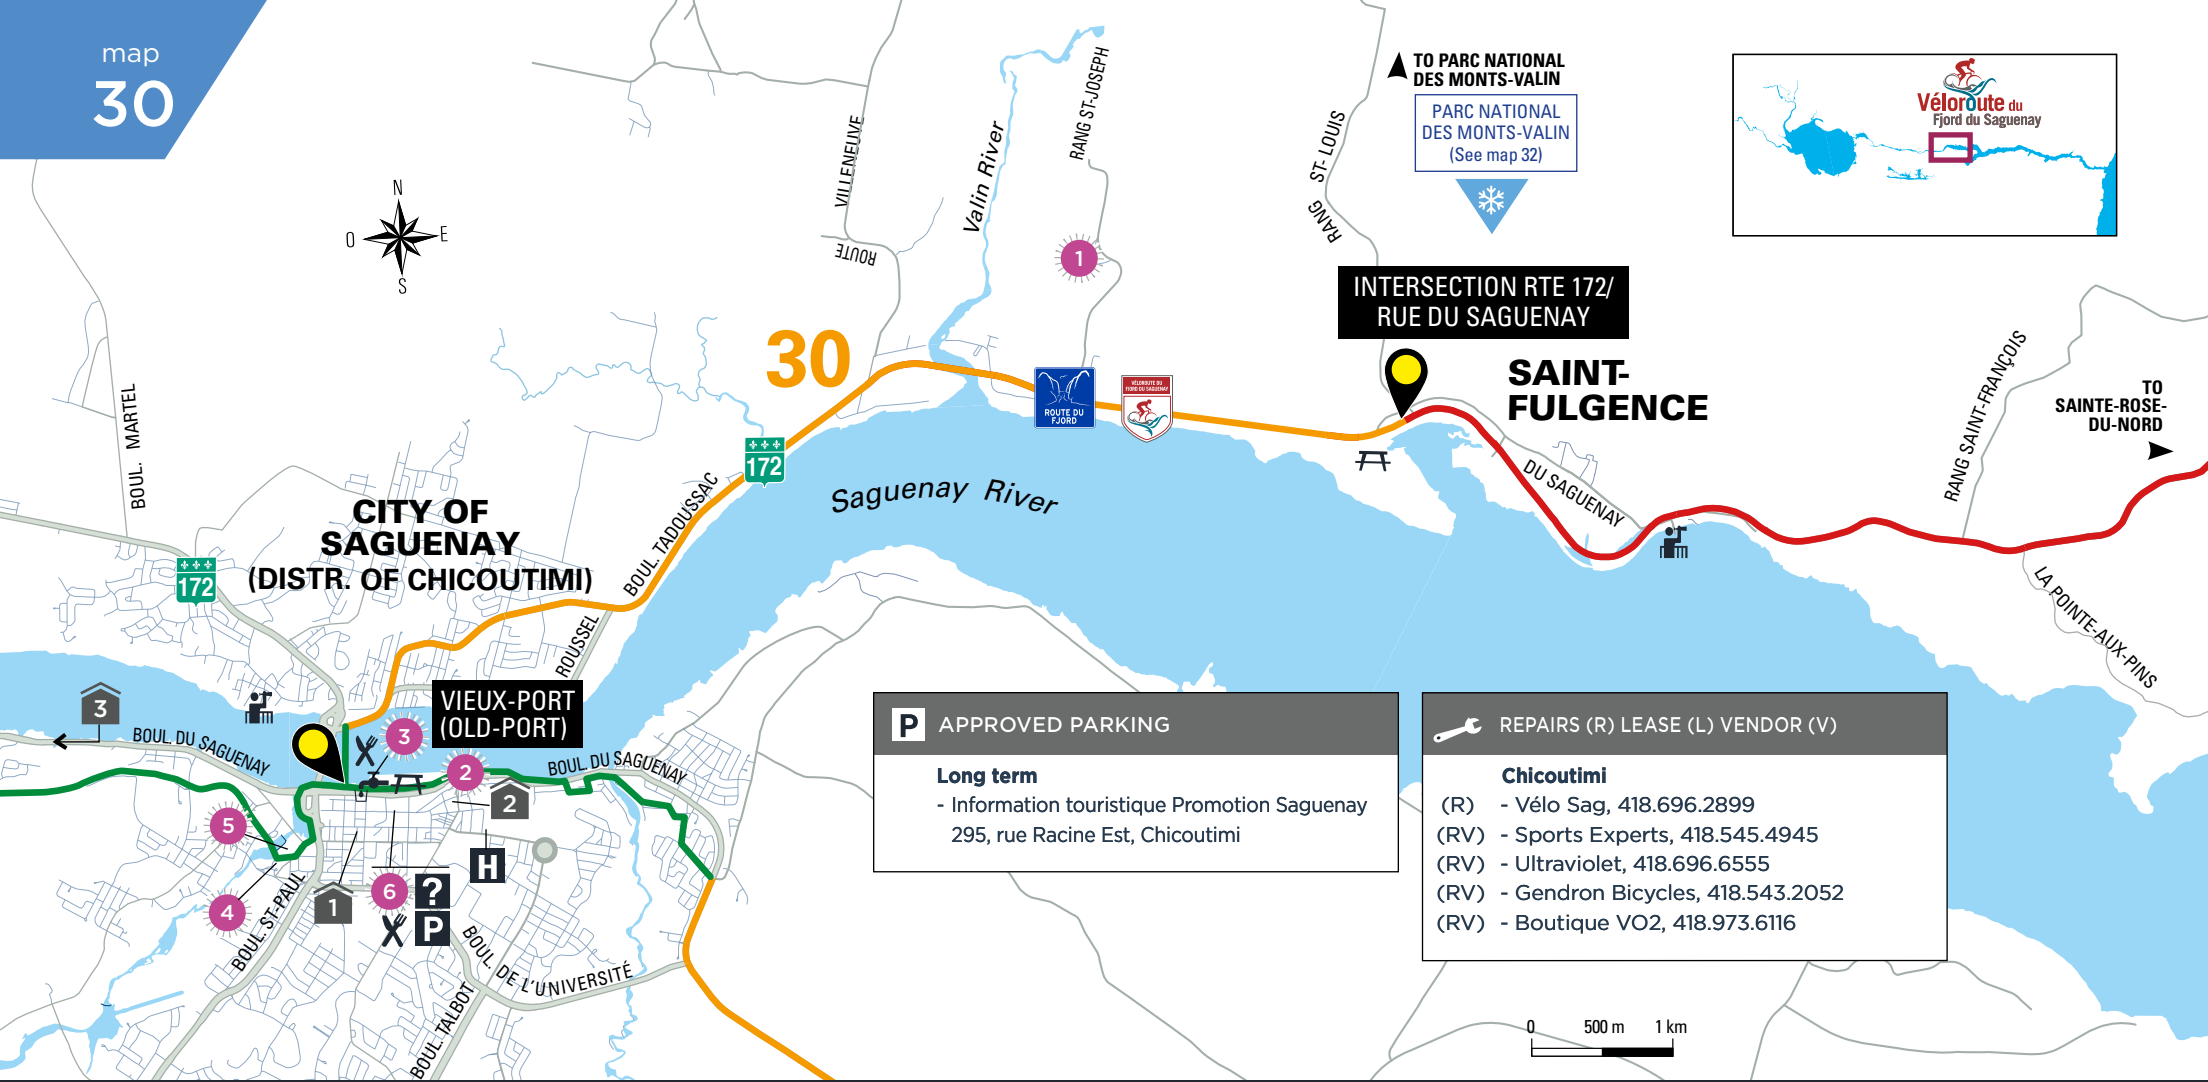 map
30
N
O
E
S
BOUL. MARTEL
VILLENEUVE
ROUTE
Valin River
RANG ST-JOSEPH
1
RANG ST-LOUIS
TO PARC NATIONAL
DES MONTS-VALIN
PARC NATIONAL
DES MONTS-VALIN
(See map 32)
Véloroute du
Fjord du Saguenay
INTERSECTION RTE 172/
RUE DU SAGUENAY
SAINT-
FULGENCE
30
ROUTE DU
FJORD
VÉLOROUTE DU
FJORD DU SAGUENAY
172
RANG SAINT-FRANÇOIS
TO
SAINTE-ROSE-
DU-NORD
DU SAGUENAY
LA POINTE-AUX-PINS
Saguenay River
BOUL. TADOUSSAC
CITY OF
SAGUENAY
(DISTR. OF CHICOUTIMI)
172
ROUSSEL
VIEUX-PORT
(OLD-PORT)
3
BOUL. DU SAGUENAY
3
2
BOUL. DU SAGUENAY
2
5
4
BOUL. ST-PAUL
1
6
?
P
H
BOUL. DE L'UNIVERSITÉ
BOUL. TALBOT
P APPROVED PARKING
Long term
- Information touristique Promotion Saguenay
295, rue Racine Est, Chicoutimi
REPAIRS (R) LEASE (L) VENDOR (V)
Chicoutimi
(R) - Vélo Sag, 418.696.2899
(RV) - Sports Experts, 418.545.4945
(RV) - Ultraviolet, 418.696.6555
(RV) - Gendron Bicycles, 418.543.2052
(RV) - Boutique VO2, 418.973.6116
0 500 m 1 km